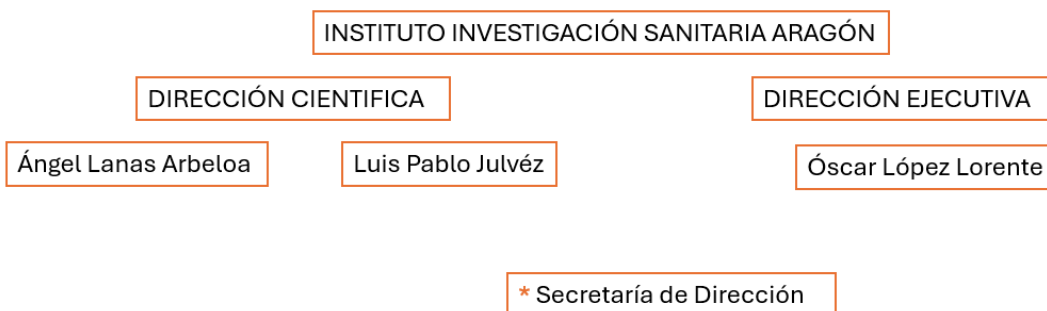 INSTITUTO INVESTIGACIÓN SANITARIA ARAGÓN
DIRECCIÓN CIENTIFICA
DIRECCIÓN EJECUTIVA
Ángel Lanas Arbeloa
Luis Pablo Julvéz
Óscar López Lorente
* Secretaría de Dirección